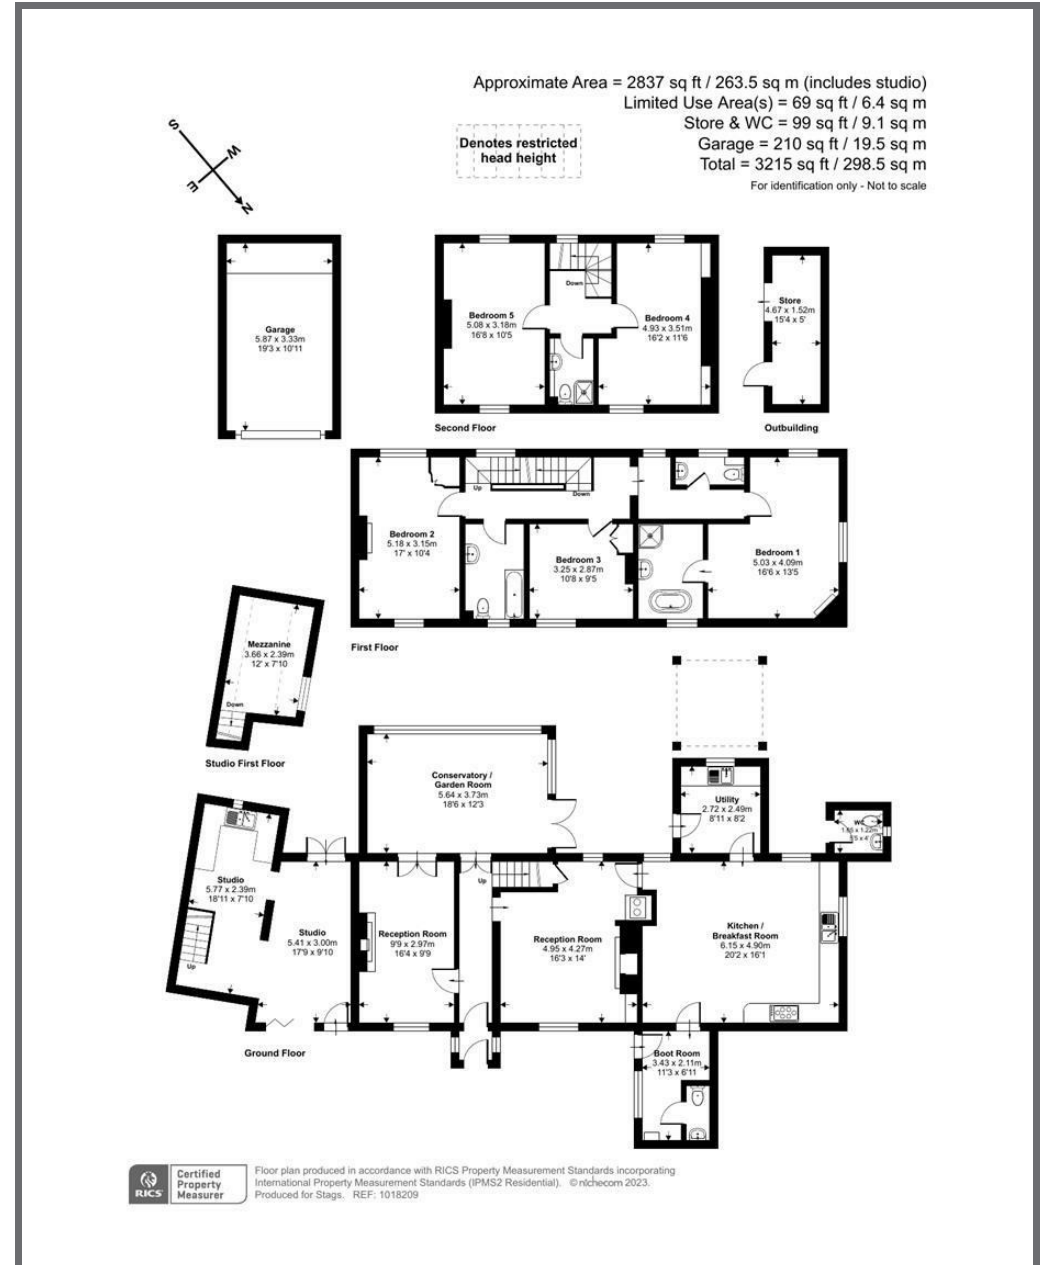 Approximate Area = 2837 sq ft / 263.5 sq m (includes studio)
Limited Use Area(s) = 69 sq ft / 6.4 sq m
Store & WC = 99 sq ft / 9.1 sq m
Garage = 210 sq ft / 19.5 sq m
Total = 3215 sq ft / 298.5 sq m
For identification only - Not to scale
Denotes restricted
head height
S
W
E
N
Garage
5.87 x 3.33m
19'3 x 10'11
Bedroom 5
5.08 x 3.18m
16'8 x 10'5
Down
Bedroom 4
4.93 x 3.51m
16'2 x 11'6
Second Floor
Store
4.67 x 1.52m
15'4 x 5'
Outbuilding
Bedroom 2
5.18 x 3.15m
17' x 10'4
Up
Down
Bedroom 3
3.25 x 2.87m
10'8 x 9'5
Bedroom 1
5.03 x 4.09m
16'6 x 13'5
First Floor
Mezzanine
3.66 x 2.39m
12' x 7'10
Down
Studio First Floor
Conservatory /
Garden Room
5.64 x 3.73m
18'6 x 12'3
Utility
2.72 x 2.49m
8'11 x 8'2
WC
x 1.22m
x 4'
Studio
5.77 x 2.39m
18'11 x 7'10
Up
Studio
5.41 x 3.00m
17'9 x 9'10
Reception Room
9'9 x 2.97m
16'4 x 9'9
Up
Reception Room
4.95 x 4.27m
16'3 x 14'
Kitchen /
Breakfast Room
6.15 x 4.90m
20'2 x 16'1
Ground Floor
Boot Room
3.43 x 2.11m
11'3 x 6'11
RICS
Certified
Property
Measurer
Floor plan produced in accordance with RICS Property Measurement Standards incorporating
International Property Measurement Standards (IPMS2 Residential). © nichecom 2023.
Produced for Stags. REF: 1018209